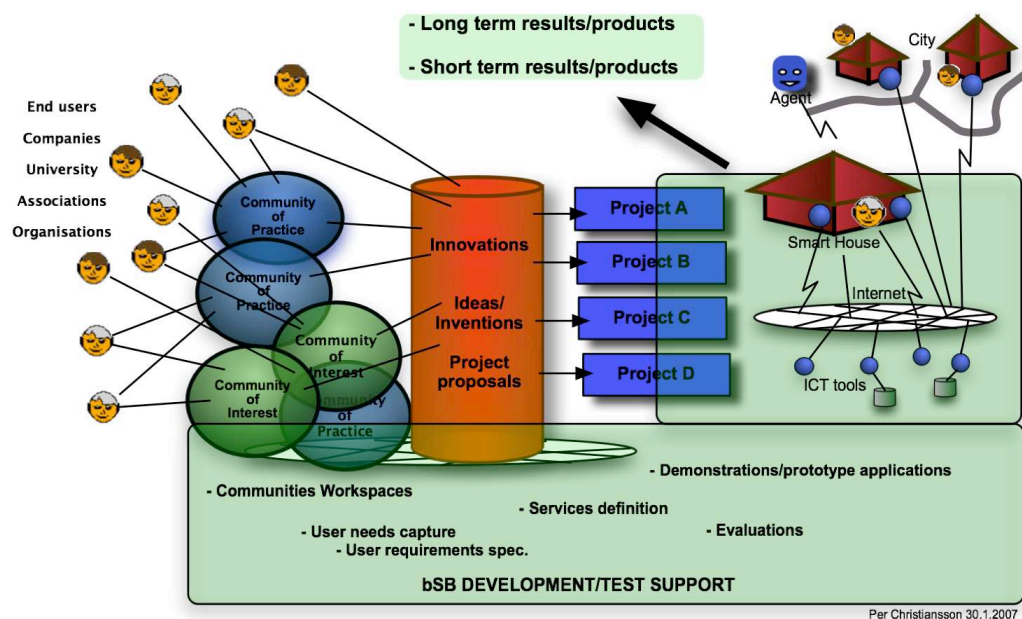 - Long term results/products
- Short term results/products
City
Agent
End users
Companies
University
Associations
Organisations
Community
of
Practice
Community
of
Practice
Community
of
Interest
Community
of Interest
Community
of
Practice
Innovations
Ideas/
Inventions
Project
proposals
Project A
Project B
Project C
Project D
Smart House
Internet
ICT tools
- Communities Workspaces
- User needs capture
- User requirements spec.
- Services definition
- Demonstrations/prototype applications
- Evaluations
bSB DEVELOPMENT/TEST SUPPORT
Per Christiansson 30.1.2007